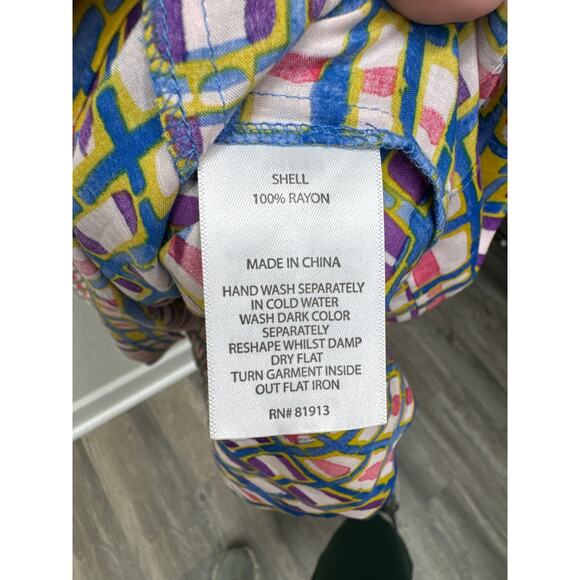 SHELL
100% RAYON
MADE IN CHINA
HAND WASH SEPARATELY
IN COLD WATER
WASH DARK COLOR
SEPARATELY
RESHAPE WHILST DAMP
DRY FLAT
TURN GARMENT INSIDE
OUT FLAT IRON
RN# 81913